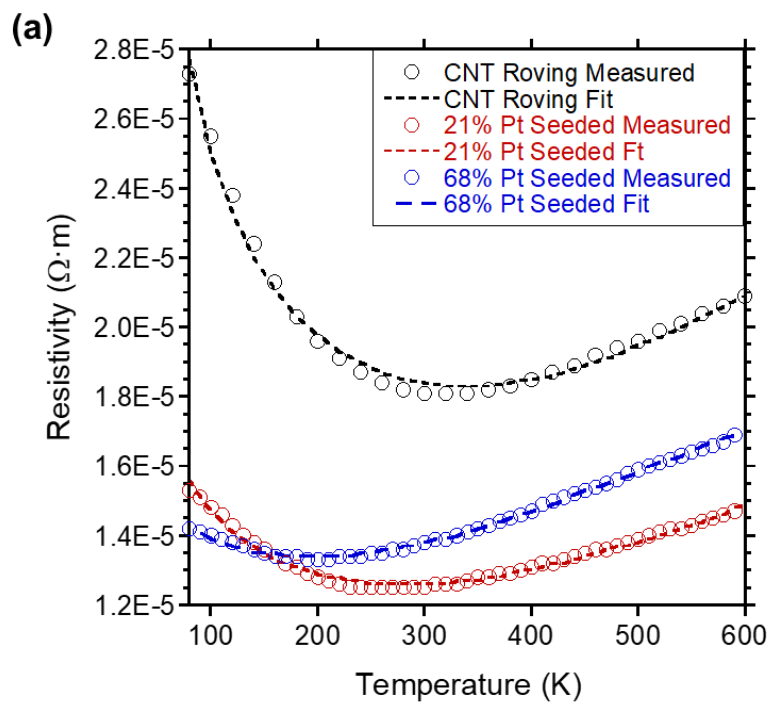 (a)
2.8E-5
2.6E-5
2.4E-5
2.2E-5
2.0E-5
1.8E-5
1.6E-5
1.4E-5
1.2E-5
Resistivity (Ω·m)
CNT Roving Measured
CNT Roving Fit
21% Pt Seeded Measured
21% Pt Seeded Ft
68% Pt Seeded Measured
68% Pt Seeded Fit
100 200 300 400 500 600
Temperature (K)